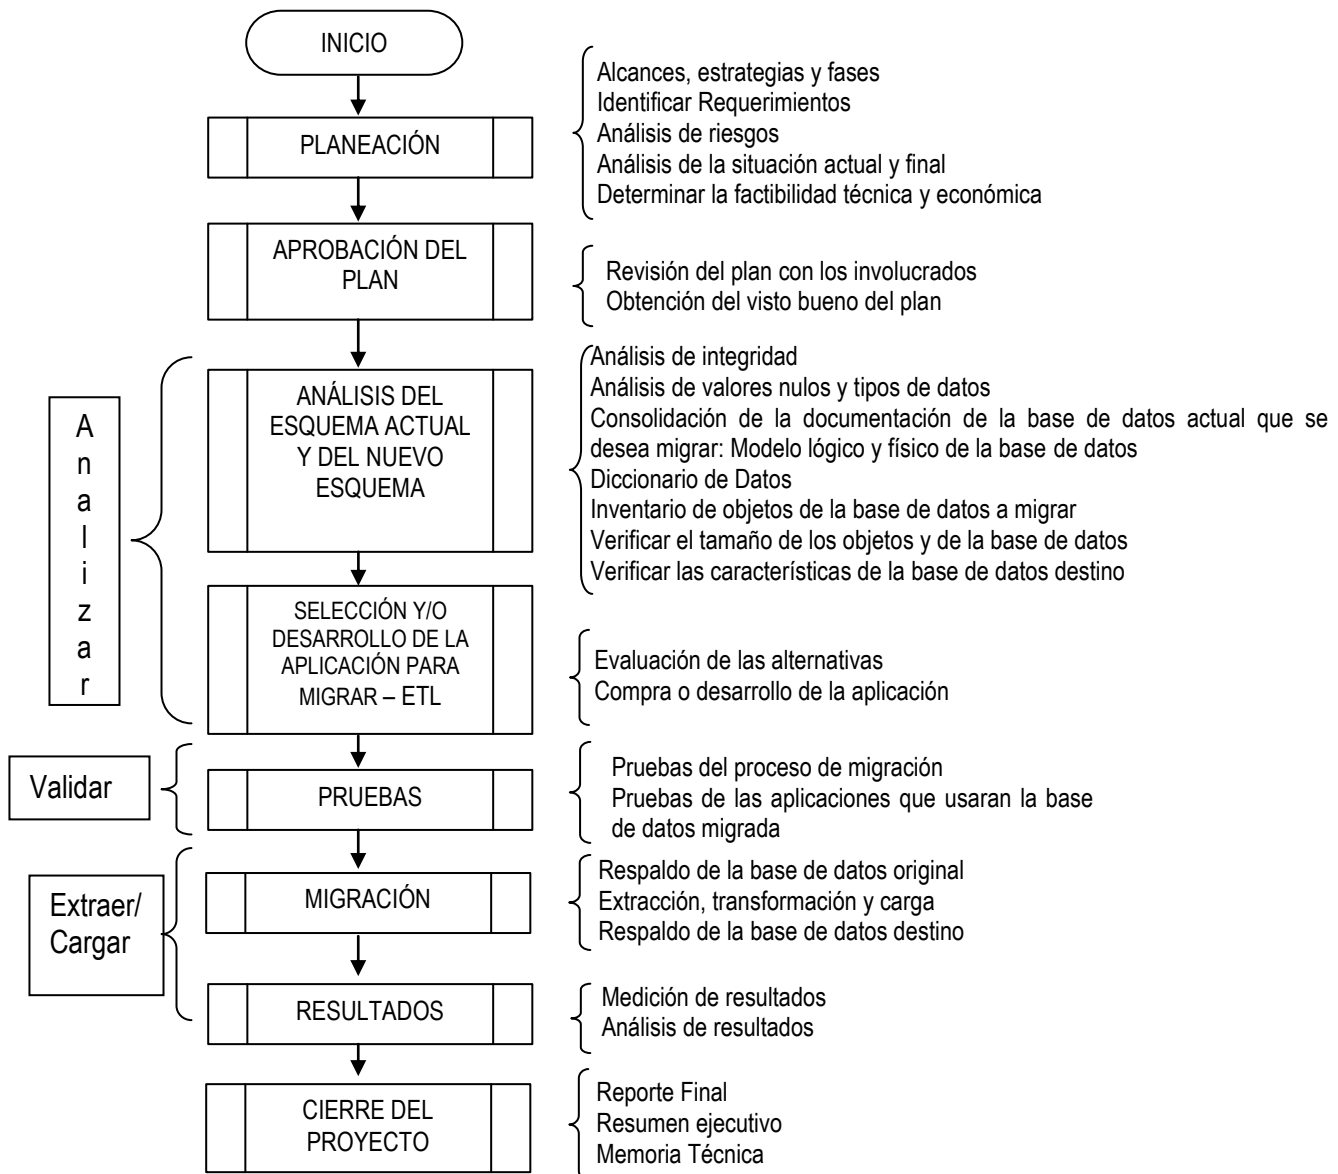 INICIO
Alcances, estrategias y fases
Identificar Requerimientos
Análisis de riesgos
Análisis de la situación actual y final
Determinar la factibilidad técnica y económica
PLANEACIÓN
APROBACIÓN DEL
PLAN
Revisión del plan con los involucrados
Obtención del visto bueno del plan
Analizar
ANÁLISIS DEL
ESQUEMA ACTUAL
Y DEL NUEVO
ESQUEMA
Análisis de integridad
Análisis de valores nulos y tipos de datos
Consolidación de la documentación de la base de datos actual que se
desea migrar: Modelo lógico y físico de la base de datos
Diccionario de Datos
Inventario de objetos de la base de datos a migrar
Verificar el tamaño de los objetos y de la base de datos
Verificar las características de la base de datos destino
SELECCIÓN Y/O
DESARROLLO DE LA
APLICACIÓN PARA
MIGRAR – ETL
Evaluación de las alternativas
Compra o desarrollo de la aplicación
Validar
PRUEBAS
Pruebas del proceso de migración
Pruebas de las aplicaciones que usaran la base
de datos migrada
Extraer/
Cargar
MIGRACIÓN
Respaldo de la base de datos original
Extracción, transformación y carga
Respaldo de la base de datos destino
RESULTADOS
Medición de resultados
Análisis de resultados
CIERRE DEL
PROYECTO
Reporte Final
Resumen ejecutivo
Memoria Técnica